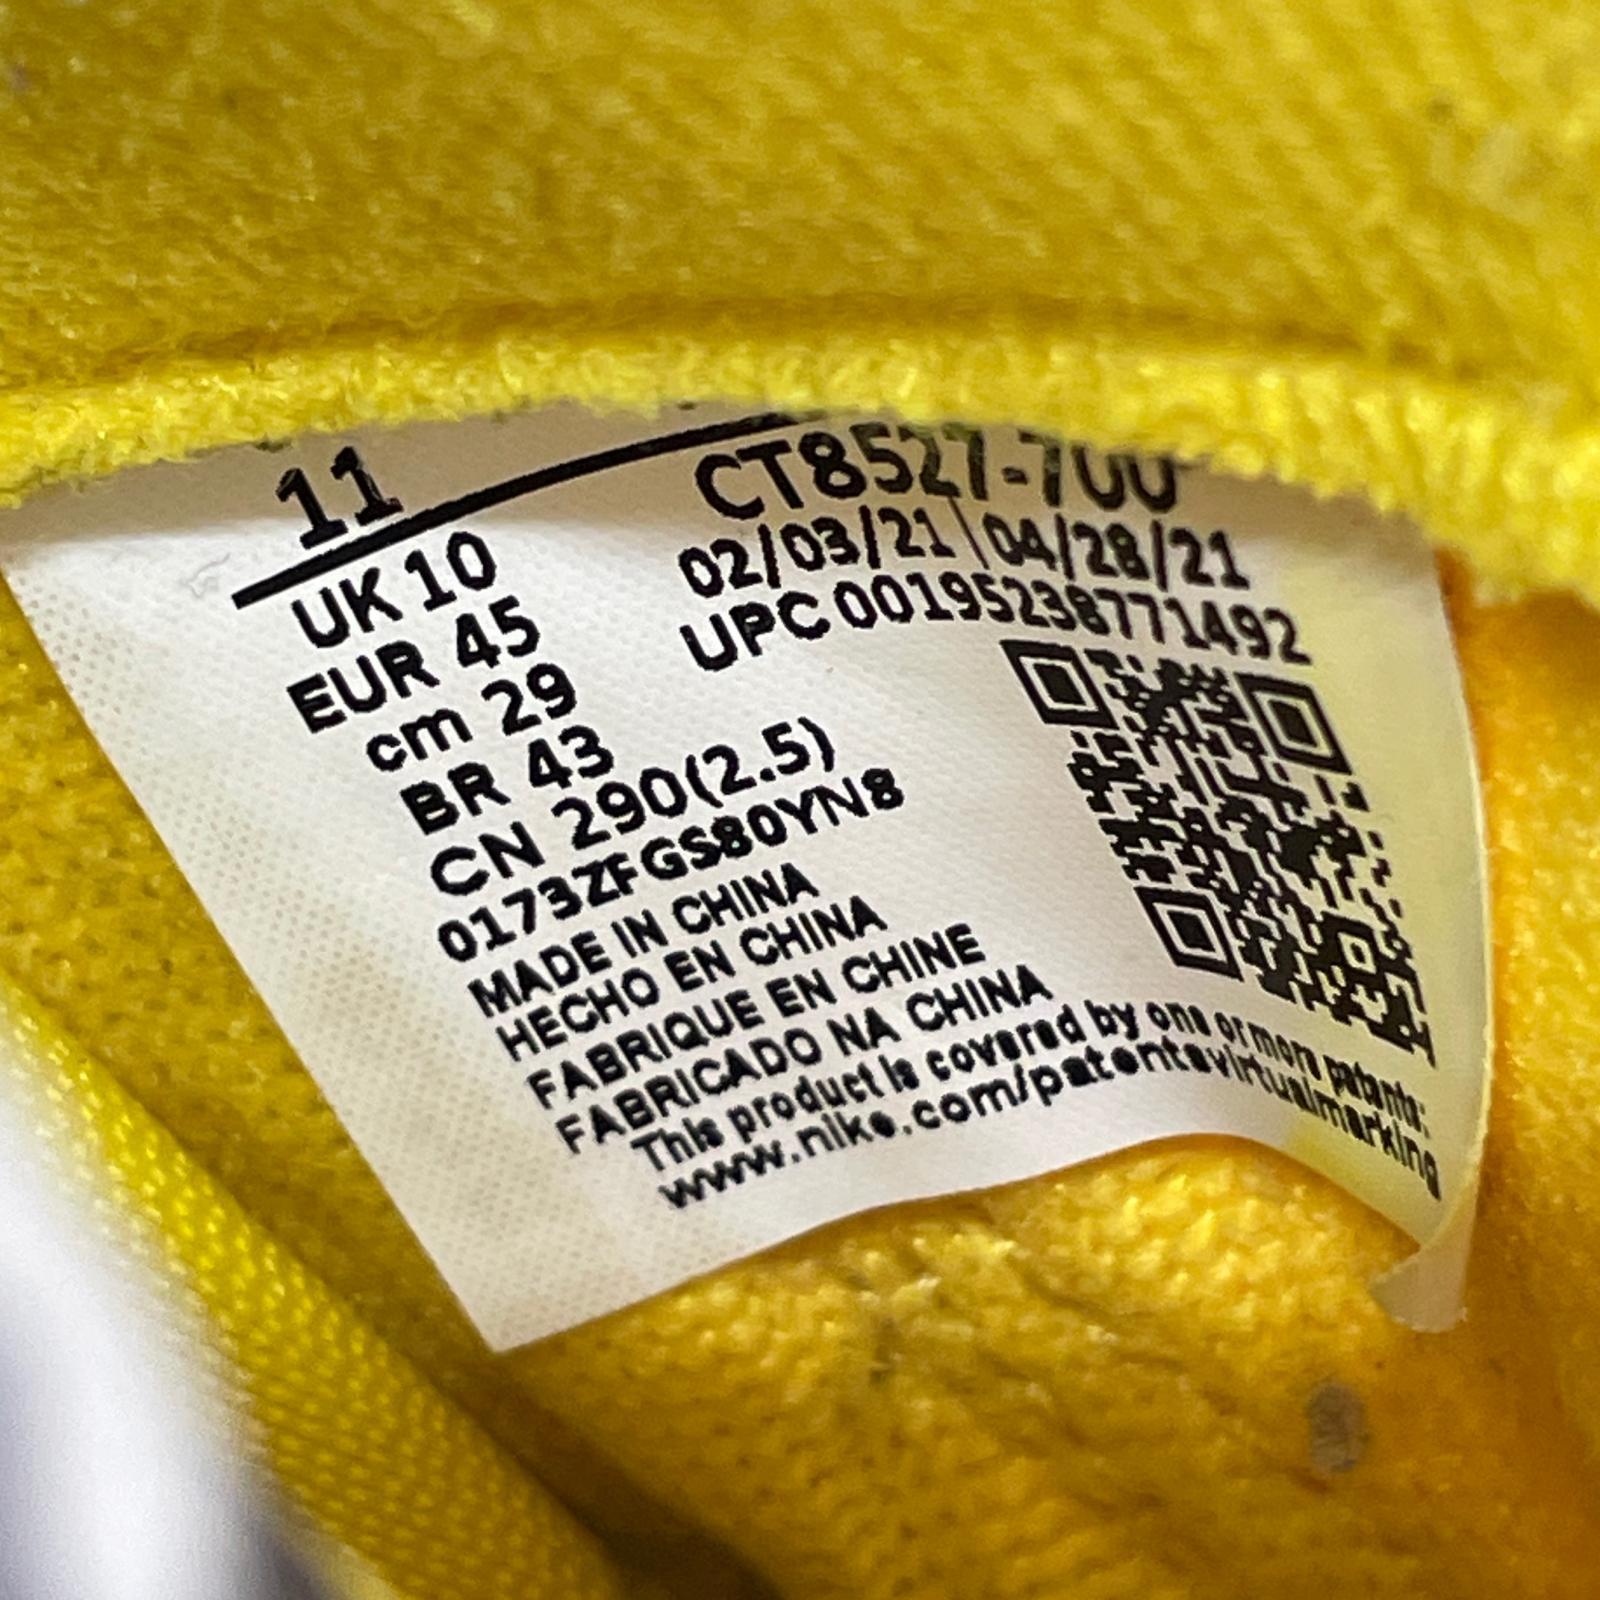 11
UK 10
EUR 45
cm 29
BR 43
CN 290(2.5)
0173ZFGS80YN8
MADE IN CHINA
HECHO EN CHINA
FABRIQUE EN CHINE
FABRICADO NA CHINA
This product is covered by one or more patents:
www.nike.com/patentsvirtualmarking
CT8527-700
02/03/21 | 04/28/21
UPC 00195238771492